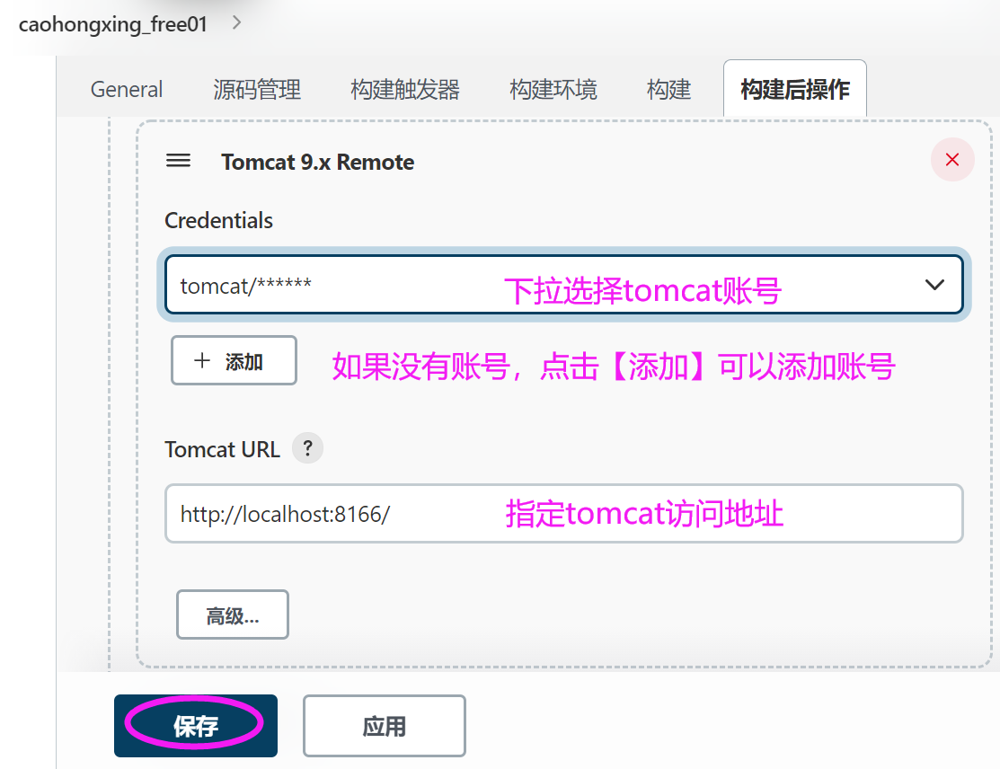 caohongxing_free01
General 源码管理 构建触发器 构建环境 构建 构建后操作
Tomcat 9.x Remote
Credentials
tomcat/****** 下拉选择tomcat账号
添加 如果没有账号，点击【添加】可以添加账号
Tomcat URL ?
http://localhost:8166/ 指定tomcat访问地址
高级...
保存 应用